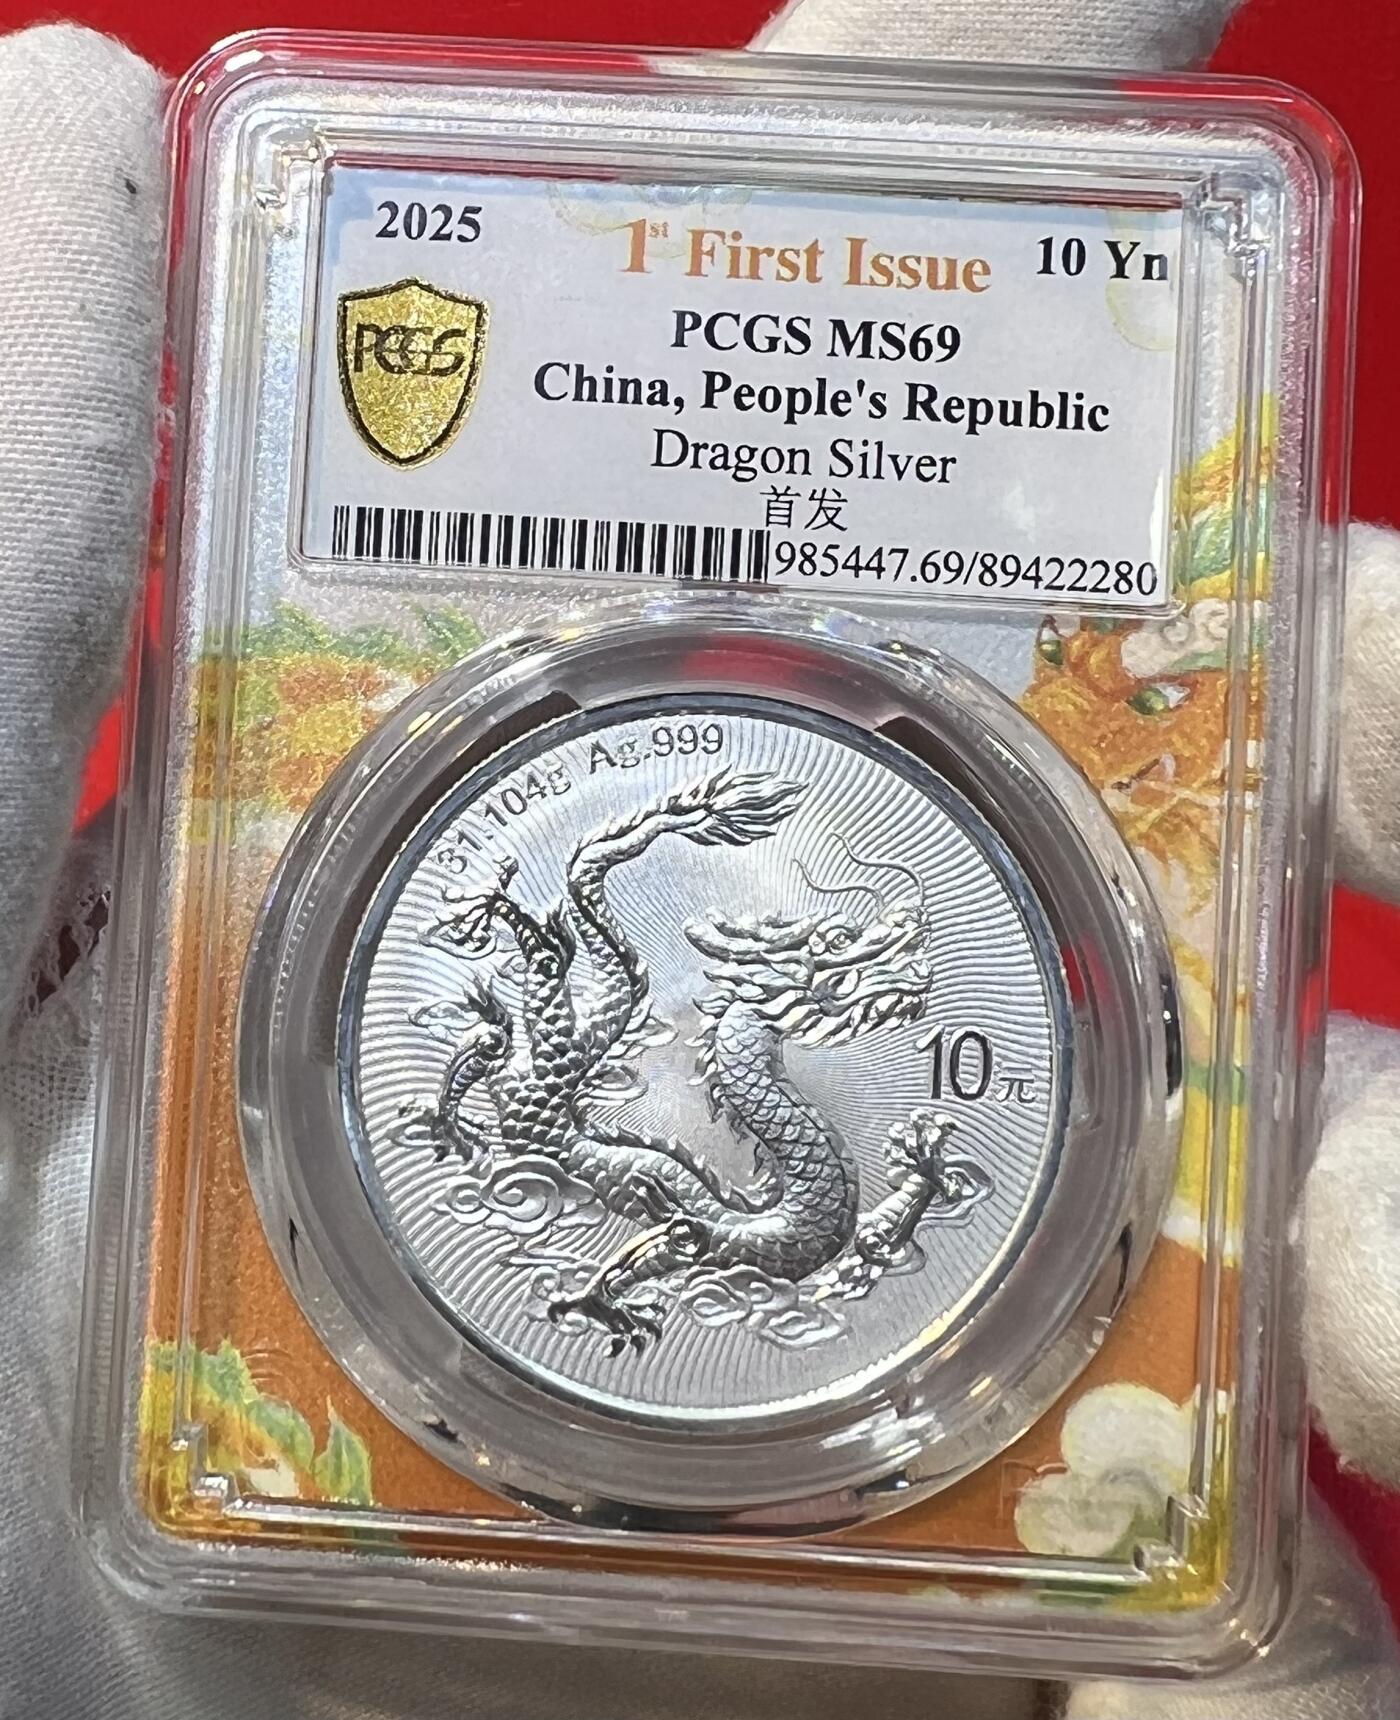 2025
1st First Issue
10 Yn
PCGS
PCGS MS69
China, People's Republic
Dragon Silver
首发
985447.69/89422280
31.104g Ag.999
10元